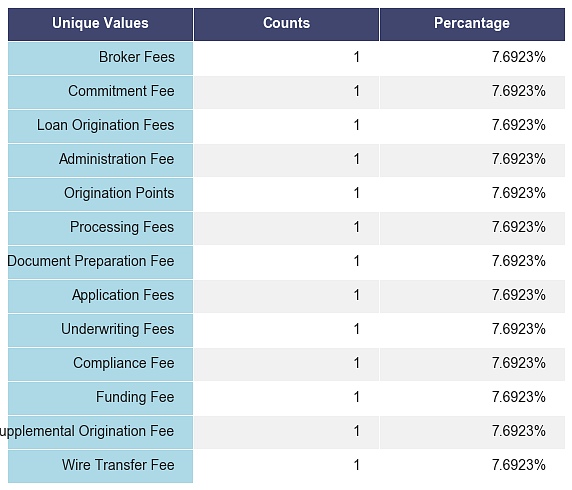 Unique Values Counts Percantage
Broker Fees 1 7.6923%
Commitment Fee 1 7.6923%
Loan Origination Fees 1 7.6923%
Administration Fee 1 7.6923%
Origination Points 1 7.6923%
Processing Fees 1 7.6923%
Document Preparation Fee 1 7.6923%
Application Fees 1 7.6923%
Underwriting Fees 1 7.6923%
Compliance Fee 1 7.6923%
Funding Fee 1 7.6923%
upplemental Origination Fee 1 7.6923%
Wire Transfer Fee 1 7.6923%